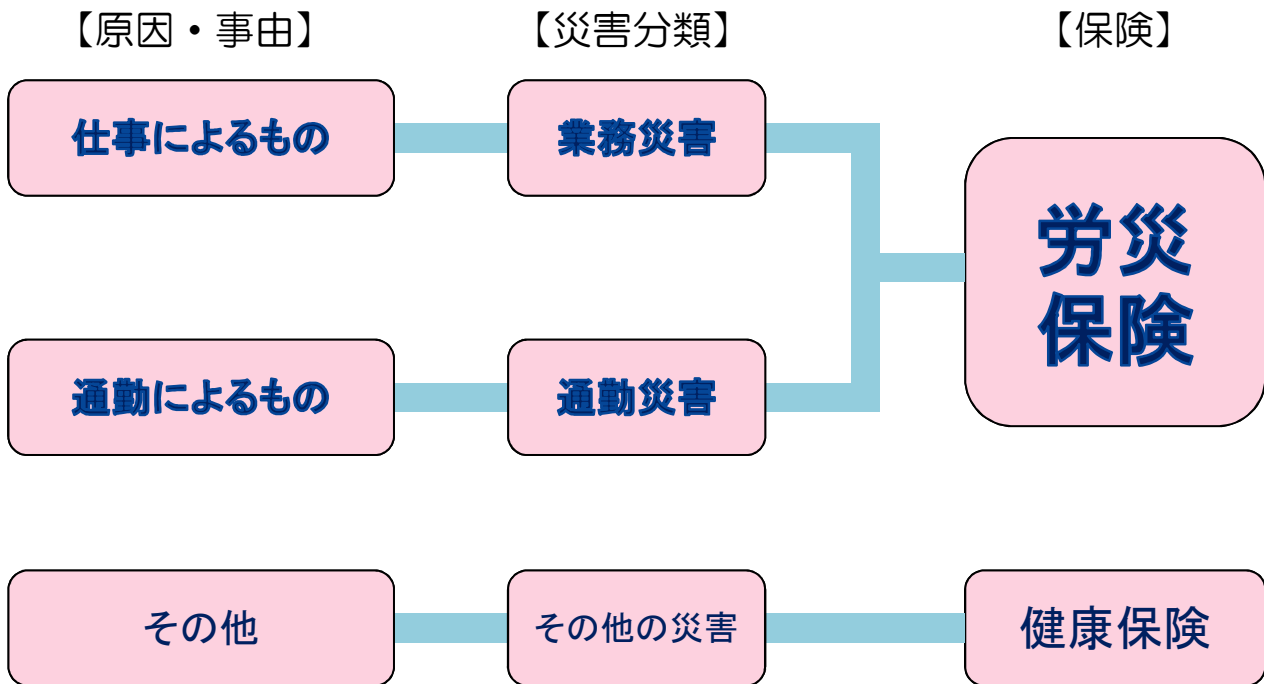 【原因・事由】
【災害分類】
【保険】
仕事によるもの
業務災害
労災
保険
通勤によるもの
通勤災害
その他
その他の災害
健康保険